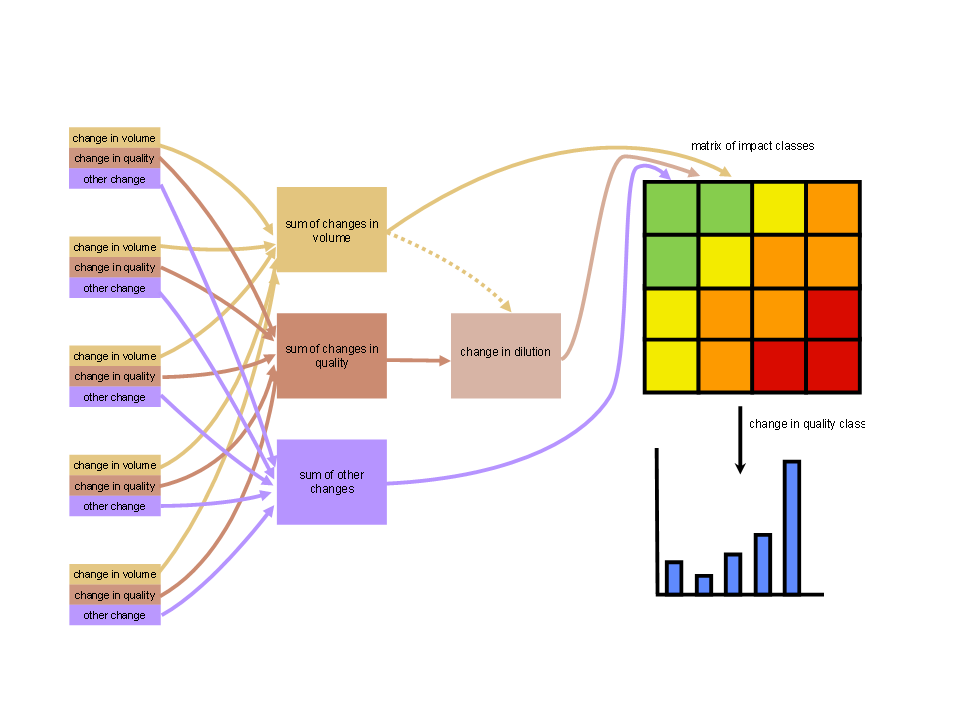 change in volume
change in quality
other change
change in volume
change in quality
other change
change in volume
change in quality
other change
change in volume
change in quality
other change
change in volume
change in quality
other change
sum of changes in
volume
sum of changes in
quality
sum of other
changes
change in dilution
matrix of impact classes
change in quality class